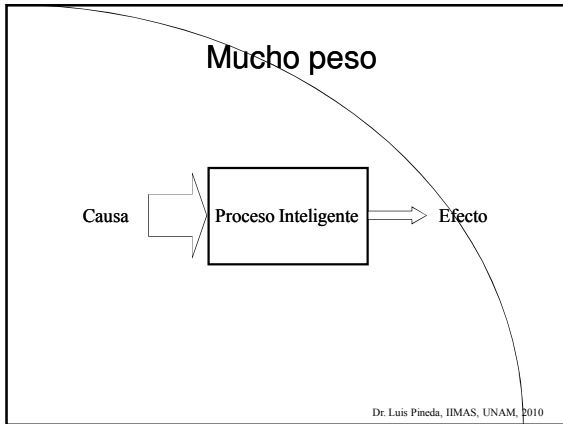 Mucho peso
Causa
Proceso Inteligente
Efecto
Dr. Luis Pineda, IIMAS, UNAM, 2010